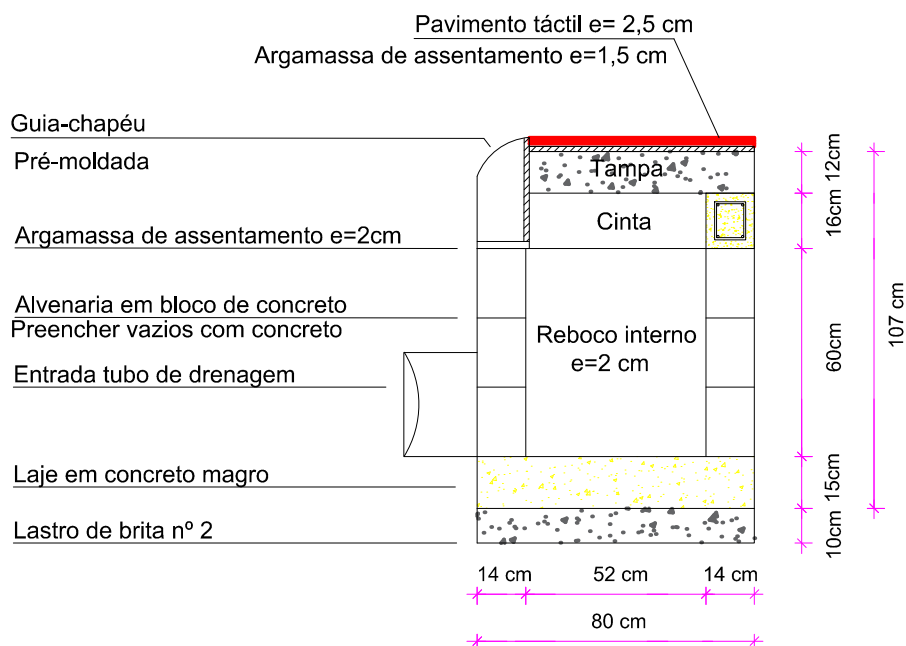 Pavimento táctil e= 2,5 cm
Argamassa de assentamento e=1,5 cm
Guia-chapéu
Pré-moldada
Argamassa de assentamento e=2cm
Alvenaria em bloco de concreto
Preencher vazios com concreto
Entrada tubo de drenagem
Laje em concreto magro
Lastro de brita nº 2
Tampa
Cinta
Reboco interno
e=2 cm
12cm
16cm
60cm
15cm
10cm
107 cm
14 cm
52 cm
14 cm
80 cm